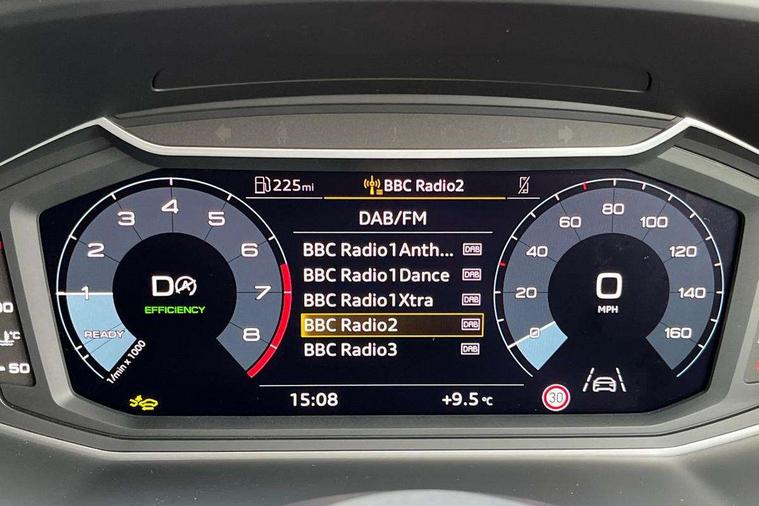 225mi
BBC Radio2
DAB/FM
BBC Radio1Anth... DAB
BBC Radio1Dance DAB
BBC Radio1Xtra DAB
BBC Radio2 DAB
BBC Radio3 DAB
15:08
+9.5 °C
1
2
3
4
5
6
7
8
READY
1/min x 1000
D
A
EFFICIENCY
0
20
40
60
80
100
120
140
160
0
MPH
30
°C
50